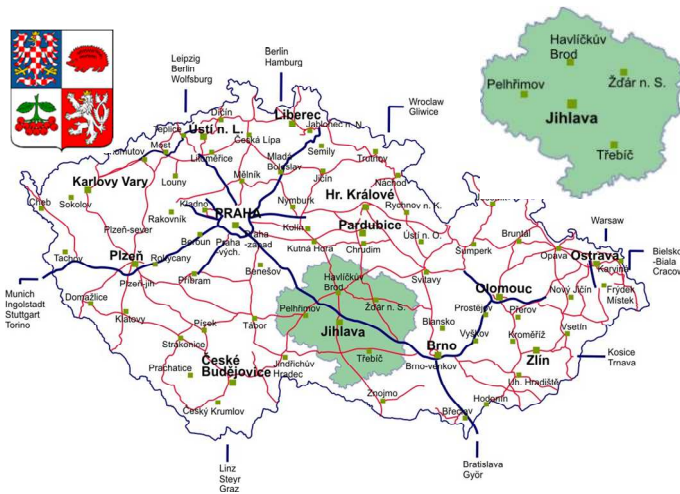 Leipzig
Berlin
Wolfsburg
Berlin
Hamburg
Wroclaw
Gliwice
Havlíčkův
Brod
Pelhřimov
Žďár n. S.
Jihlava
Třebíč
Děčín
Liberec
Jablonec n. N.
Teplice
Ústí n. L.
Česká Lípa
Most
Chomutov
Litoměřice
Mladá
Boleslav
Semily
Trutnov
Karlovy Vary
Louny
Mělník
Jičín
Náchod
Cheb
Sokolov
Kladno
Nymburk
Hr. Králové
Rakovník
PRAHA
Rychnov n. K.
Plzeň-sever
Kolín
Pardubice
Beroun
Praha
-vých.
Praha
-západ
Kutná Hora
Chrudim
Ústí n. O.
Bruntál
Warsaw
Tachov
Plzeň
Rokycany
Šumperk
Opava
Ostrava
Karviná
Bielsko
-Biala
Cracow
Benešov
Svitavy
Plzeň-jih
Příbram
Havlíčkův
Brod
Olomouc
Nový Jičín
Frýdek
Místek
Munich
Ingolstadt
Stuttgart
Torino
Domažlice
Klatovy
Pelhřimov
Žďár n. S.
Prostějov
Přerov
Písek
Tábor
Jihlava
Blansko
Vyškov
Kroměříž
Vsetín
Strakonice
Brno
Zlín
Kosice
Trnava
Prachatice
České
Budějovice
Jindřichův
Hradec
Třebíč
Brno-venkov
Uh. Hradiště
Český Krumlov
Znojmo
Hodonín
Břeclav
Linz
Steyr
Graz
Bratislava
Györ